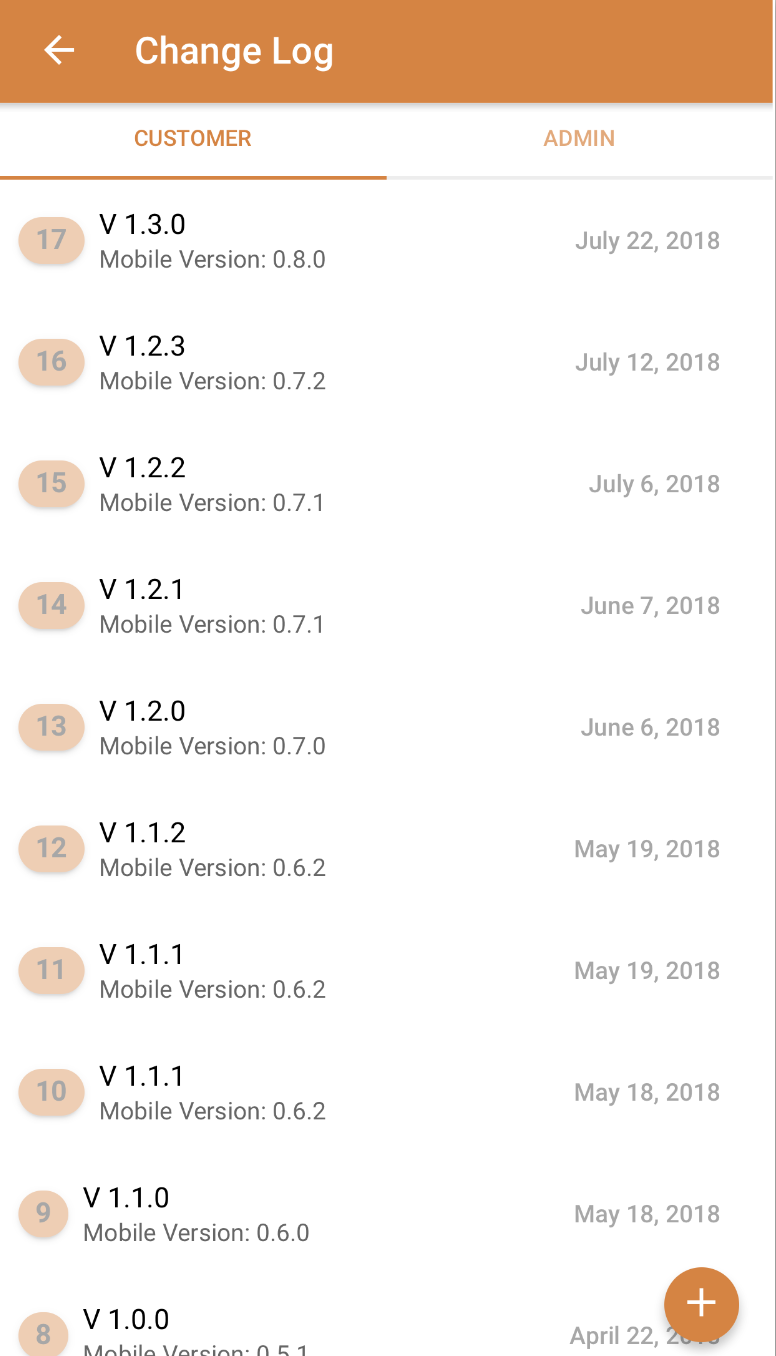 Change Log
CUSTOMER ADMIN
17 V 1.3.0
Mobile Version: 0.8.0 July 22, 2018
16 V 1.2.3
Mobile Version: 0.7.2 July 12, 2018
15 V 1.2.2
Mobile Version: 0.7.1 July 6, 2018
14 V 1.2.1
Mobile Version: 0.7.1 June 7, 2018
13 V 1.2.0
Mobile Version: 0.7.0 June 6, 2018
12 V 1.1.2
Mobile Version: 0.6.2 May 19, 2018
11 V 1.1.1
Mobile Version: 0.6.2 May 19, 2018
10 V 1.1.1
Mobile Version: 0.6.2 May 18, 2018
9 V 1.1.0
Mobile Version: 0.6.0 May 18, 2018
8 V 1.0.0
Mobile Version: 0.5.1 April 22,